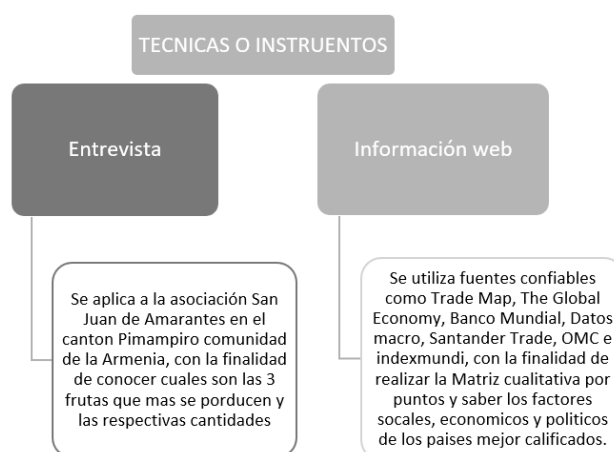 TECNICAS O INSTRUENTOS
Entrevista
Información web
Se aplica a la asociación San
Juan de Amarantes en el
canton Pimampiro comunidad
de la Armenia, con la finalidad
de conocer cuales son las 3
frutas que mas se porducen y
las respectivas cantidades
Se utiliza fuentes confiables
como Trade Map, The Global
Economy, Banco Mundial, Datos
macro, Santander Trade, OMC e
indexmundi, con la finalidad de
realizar la Matriz cualitativa por
puntos y saber los factores
socales, economicos y politicos
de los paises mejor calificados.